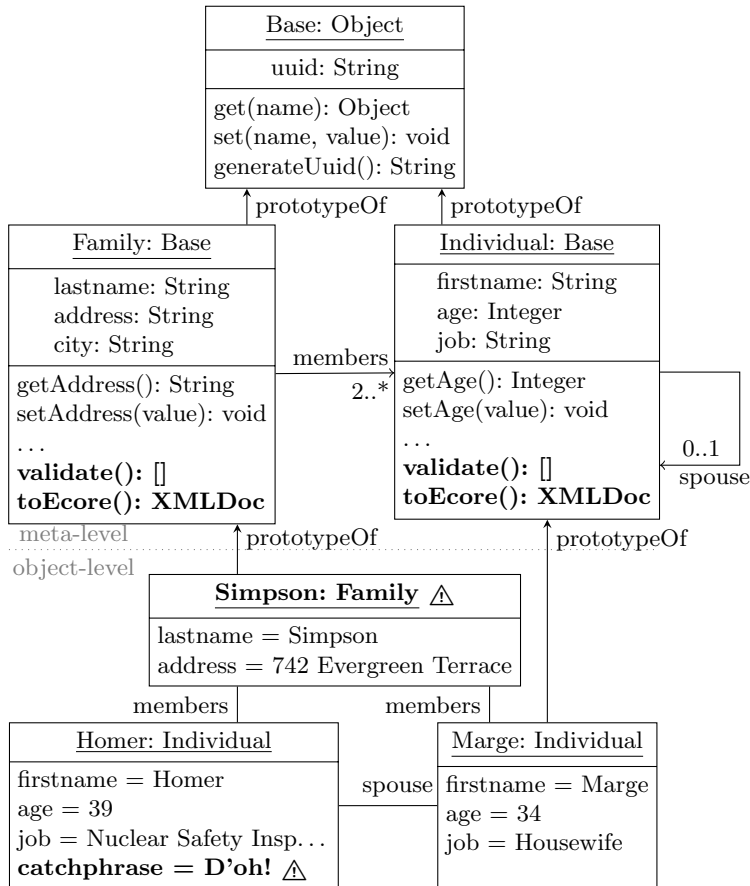 Base: Object
uuid: String
get(name): Object
set(name, value): void
generateUuid(): String
prototypeOf
prototypeOf
Family: Base
lastname: String
address: String
city: String
getAddress(): String
setAddress(value): void
...
validate(): []
toEcore(): XMLDoc
members
2..*
Individual: Base
firstname: String
age: Integer
job: String
getAge(): Integer
setAge(value): void
...
validate(): []
toEcore(): XMLDoc
0..1
spouse
meta-level
object-level
prototypeOf
prototypeOf
Simpson: Family ⚠
lastname = Simpson
address = 742 Evergreen Terrace
members
members
Homer: Individual
firstname = Homer
age = 39
job = Nuclear Safety Insp...
catchphrase = D'oh! ⚠
spouse
Marge: Individual
firstname = Marge
age = 34
job = Housewife